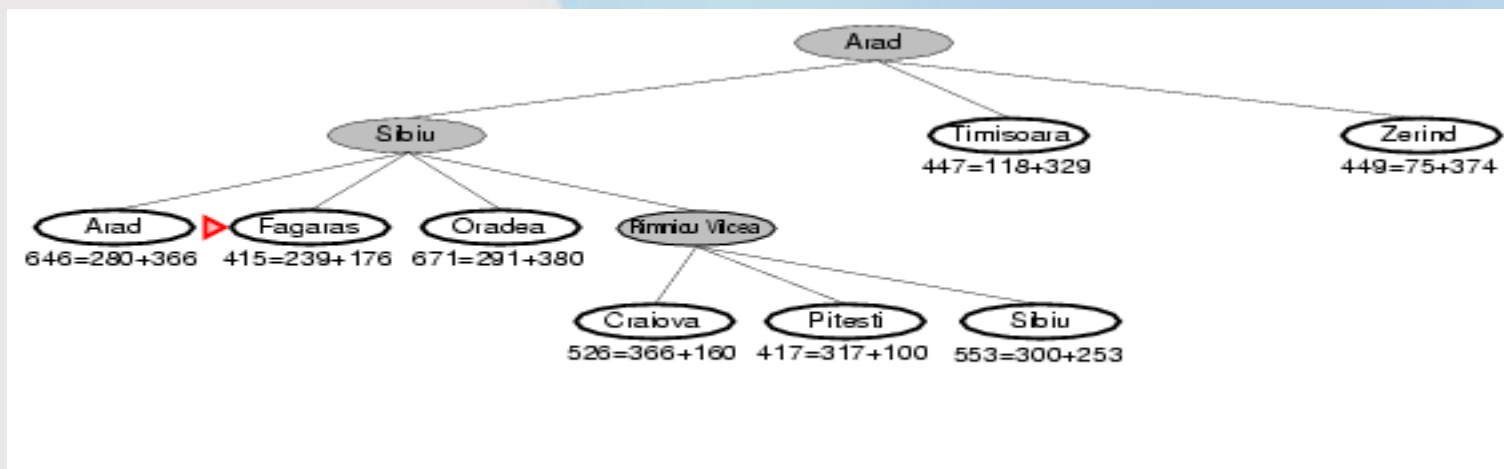 Arad
Sibiu
Timisoara
Zerind
447=118+329
449=75+374
Arad
Fagaras
Oradea
Rimnicu Vilcea
646=280+366
415=239+176
671=291+380
Craiova
Pitesti
Sibiu
526=366+160
417=317+100
553=300+253